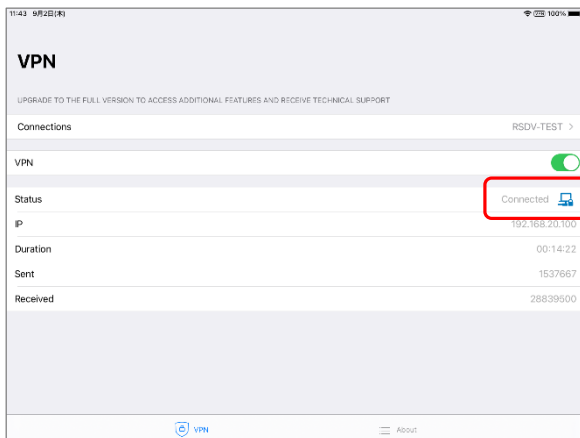 11:43 9月2日(木) VPN 100%
VPN
UPGRADE TO THE FULL VERSION TO ACCESS ADDITIONAL FEATURES AND RECEIVE TECHNICAL SUPPORT
Connections RSDV-TEST >
VPN
Status Connected
IP 192.168.20.100
Duration 00:14:22
Sent 1537667
Received 28839500
VPN About